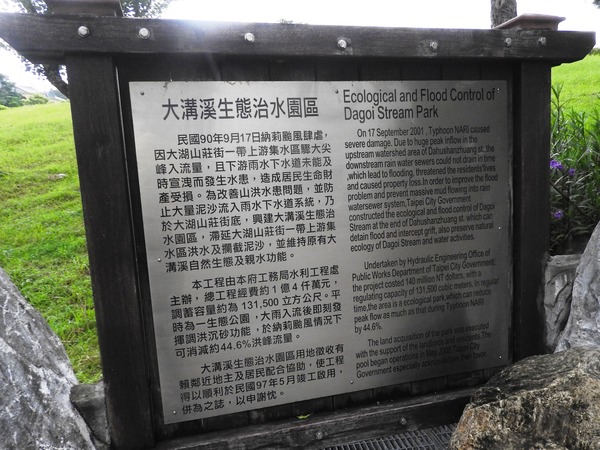 大溝溪生態治水園區
民國90年9月17日納莉颱風肆虐,
因大湖山莊街一帶上游集水區驟大尖
峰入流量,且下游雨水下水道未能及
時宣洩而發生水患,造成居民生命財
產受損。為改善山洪水患問題,並防
止大量泥沙流入雨水下水道系統,乃
於大湖山莊街底,興建大溝溪生態治
水園區,滯延大湖山莊街一帶上游集
水區洪水及攔截泥沙,並維持原有大
溝溪自然生態及親水功能。
本工程由本府工務局水利工程處
主辦,總工程經費約1億4千萬元,
調蓄容量約為131,500立方公尺。平
時為一生態公園,大雨入流後即刻發
揮調洪沉砂功能,於納莉颱風情況下
可消減約44.6%洪峰流量。
大溝溪生態治水園區用地徵收有
賴鄰近地主及居民配合協助,使工程
得以順利於民國97年5月竣工啟用,
併為之誌,以申謝忱。
Ecological and Flood Control of
Dagoi Stream Park
On 17 September 2001, Typhoon NARI caused
severe damage. Due to huge peak inflow in the
upstream watershed area of Dahushanzhuang st.,the
downstream rain water sewers could not drain in time
,which lead to flooding, threatened the residents'lives
and caused property loss.In order to improve the flood
problem and prevent massive mud flowing into rain
watersewer system,Taipei City Government
constructed the ecological and flood control of Dagoi
Stream at the end of Dahushanzhuang st. which can
detain flood and intercept grift, also preserve natural
ecology of Dagoi Stream and water activities.
Undertaken by Hydraulic Engineering Office of
Public Works Department of Taipei City Government,
the project costed 140 million NT dollars, with a
regulating capacity of 131,500 cubic meters. In regular
time,the area is a ecological park,which can reduce
peak flow as much as that during Typhoon NARI
by 44.6%.
The land acquisition of the park was executed
with the support of the landlords and residents.The
pool began operations in May 2008.Taipei City
Government especially acknowledge their favor.